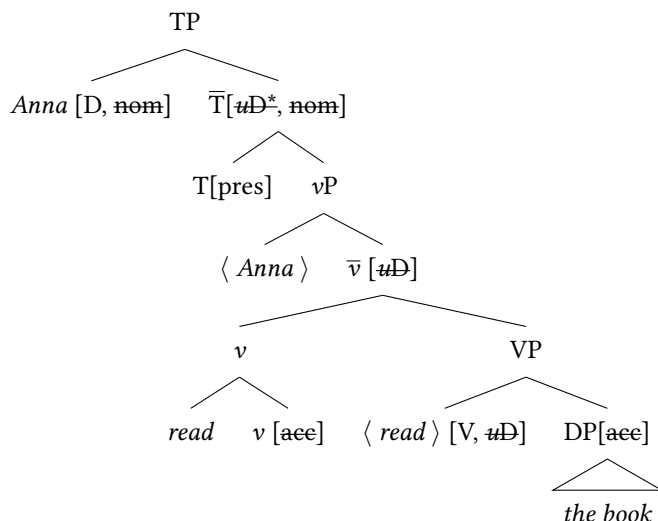 TP
Anna [D, nom] T̅[uD*, nom]
T[pres] vP
⟨ Anna ⟩ v̅ [uD]
v VP
read v [acc] ⟨ read ⟩ [V, uD] DP[acc]
the book